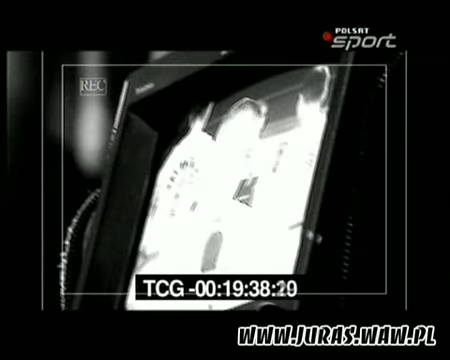 POLSAT
sport
REC
TCG -00:19:38:20
WWW.JURAS.WAW.PL